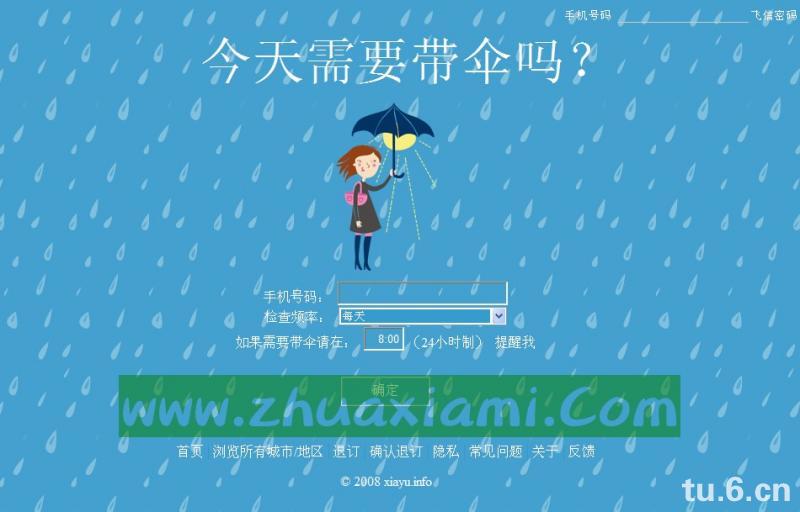 手机号码 飞信密码
今天需要带伞吗？
手机号码：
检查频率： 每天
如果需要带伞请在： 8:00 （24小时制） 提醒我
确定
www.zhuaxiami.Com
首页 浏览所有城市/地区 退订 确认退订 隐私 常见问题 关于 反馈
© 2008 xiayu.info
tu.6.cn